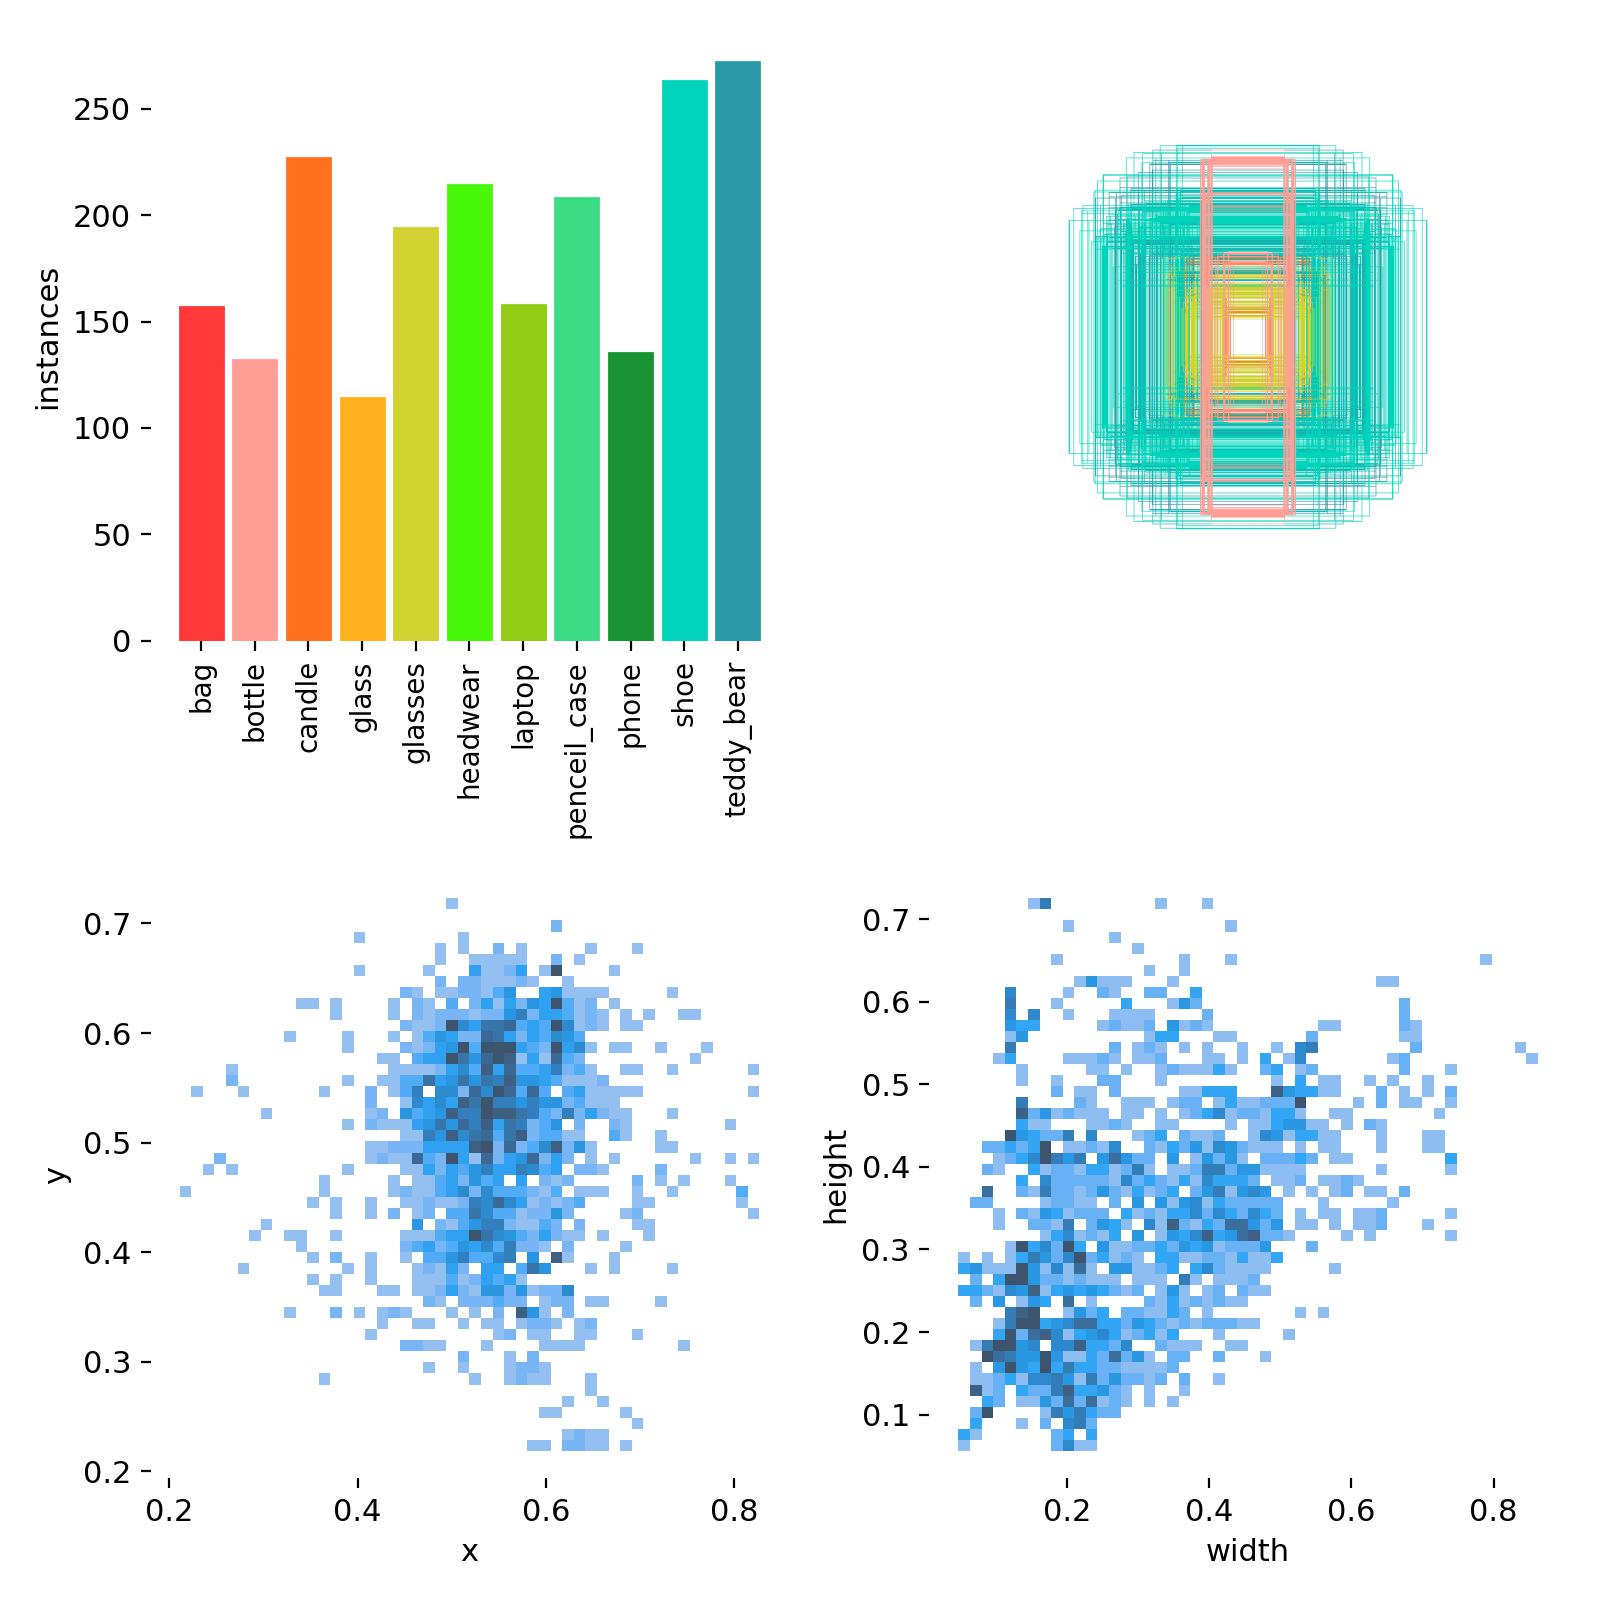 instances
250
200
150
100
50
0
bag
bottle
candle
glass
glasses
headwear
laptop
penceil_case
phone
shoe
teddy_bear
y
0.7
0.6
0.5
0.4
0.3
0.2
0.2 0.4 0.6 0.8
x
height
0.7
0.6
0.5
0.4
0.3
0.2
0.1
0.2 0.4 0.6 0.8
width